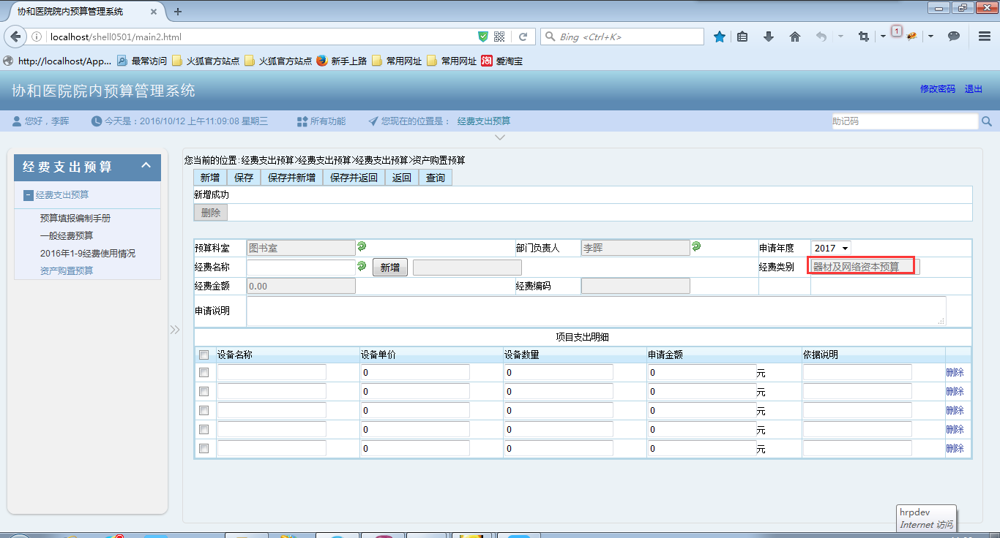 协和医院院内预算管理系统
localhost/shell0501/main2.html
Bing <Ctrl+K>
1
http://localhost/App... 最常访问 火狐官方站点 火狐官方站点 新手上路 常用网址 常用网址 淘 爱淘宝
协和医院院内预算管理系统
修改密码 退出
您好，李晖 今天是：2016/10/12 上午11:09:08 星期三 所有功能 您现在的位置是： 经费支出预算 助记码
经费支出预算
经费支出预算
预算填报编制手册
一般经费预算
2016年1-9经费使用情况
资产购置预算
您当前的位置:经费支出预算>经费支出预算>经费支出预算>资产购置预算
新增 保存 保存并新增 保存并返回 返回 查询
新增成功
删除
预算科室 图书室 部门负责人 李晖 申请年度 2017
经费名称 新增 经费类别 器材及网络资本预算
经费金额 0.00 经费编码
申请说明
项目支出明细
设备名称 设备单价 设备数量 申请金额 依据说明
0 0 0 元 删除
0 0 0 元 删除
0 0 0 元 删除
0 0 0 元 删除
0 0 0 元 删除
hrpdev
Internet 访问